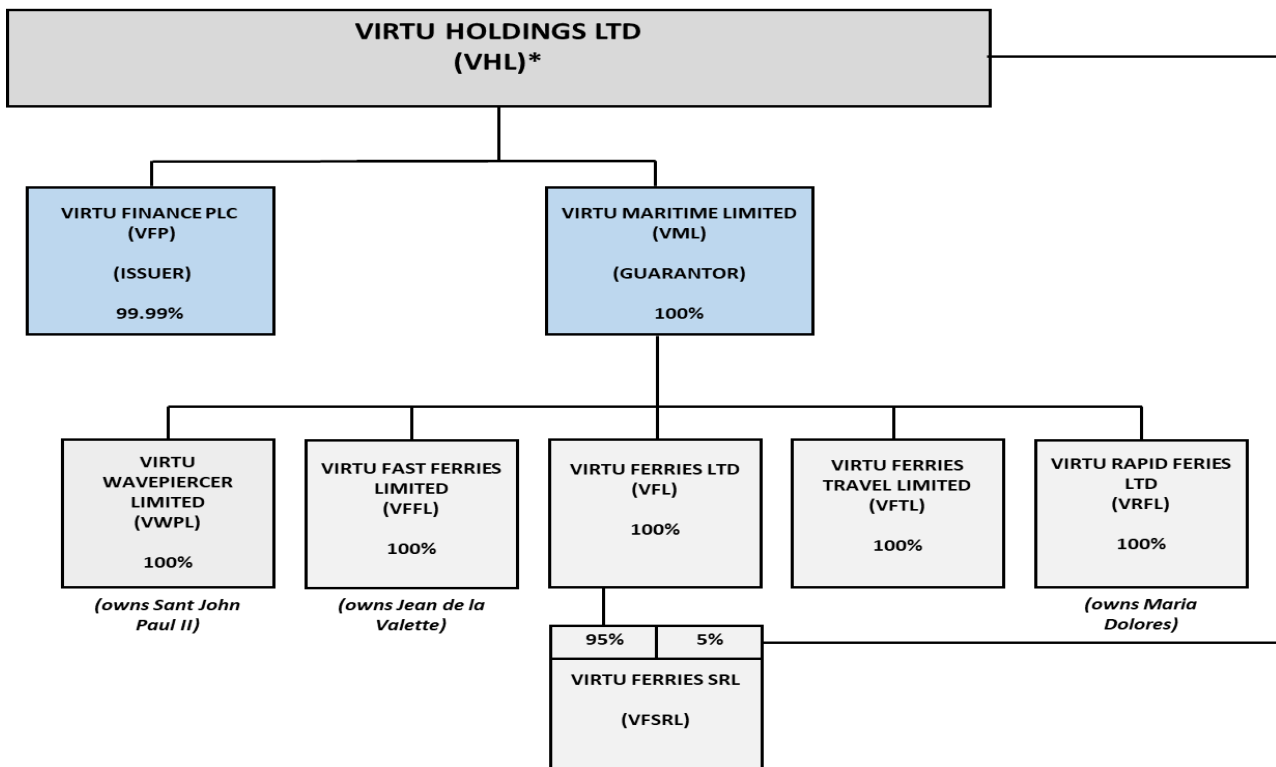 VIRTU HOLDINGS LTD
(VHL)*
VIRTU FINANCE PLC
(VFP)
(ISSUER)
99.99%
VIRTU MARITIME LIMITED
(VML)
(GUARANTOR)
100%
VIRTU
WAVEPIERCER
LIMITED
(VWPL)
100%
(owns Sant John
Paul II)
VIRTU FAST FERRIES
LIMITED
(VFFL)
100%
(owns Jean de la
Valette)
VIRTU FERRIES LTD
(VFL)
100%
VIRTU FERRIES
TRAVEL LIMITED
(VFTL)
100%
VIRTU RAPID FERIES
LTD
(VRFL)
100%
(owns Maria
Dolores)
95% 5%
VIRTU FERRIES SRL
(VFSRL)